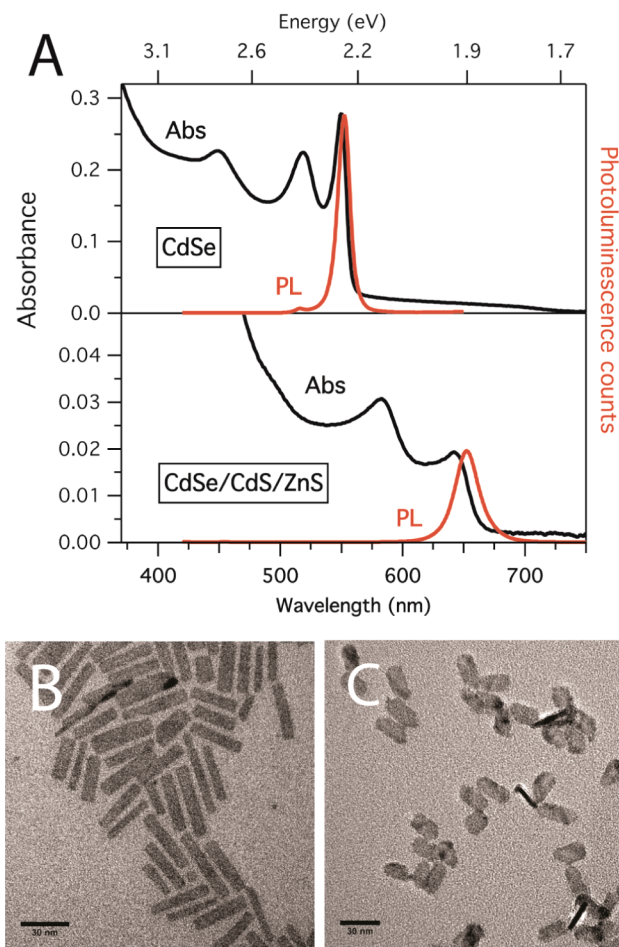 Energy (eV)
3.1 2.6 2.2 1.9 1.7
A
0.3
0.2
0.1
0.0
Abs
CdSe
PL
Absorbance
Photoluminescence counts
0.04
0.03
0.02
0.01
0.00
Abs
CdSe/CdS/ZnS
PL
400 500 600 700
Wavelength (nm)
B
30 nm
C
30 nm